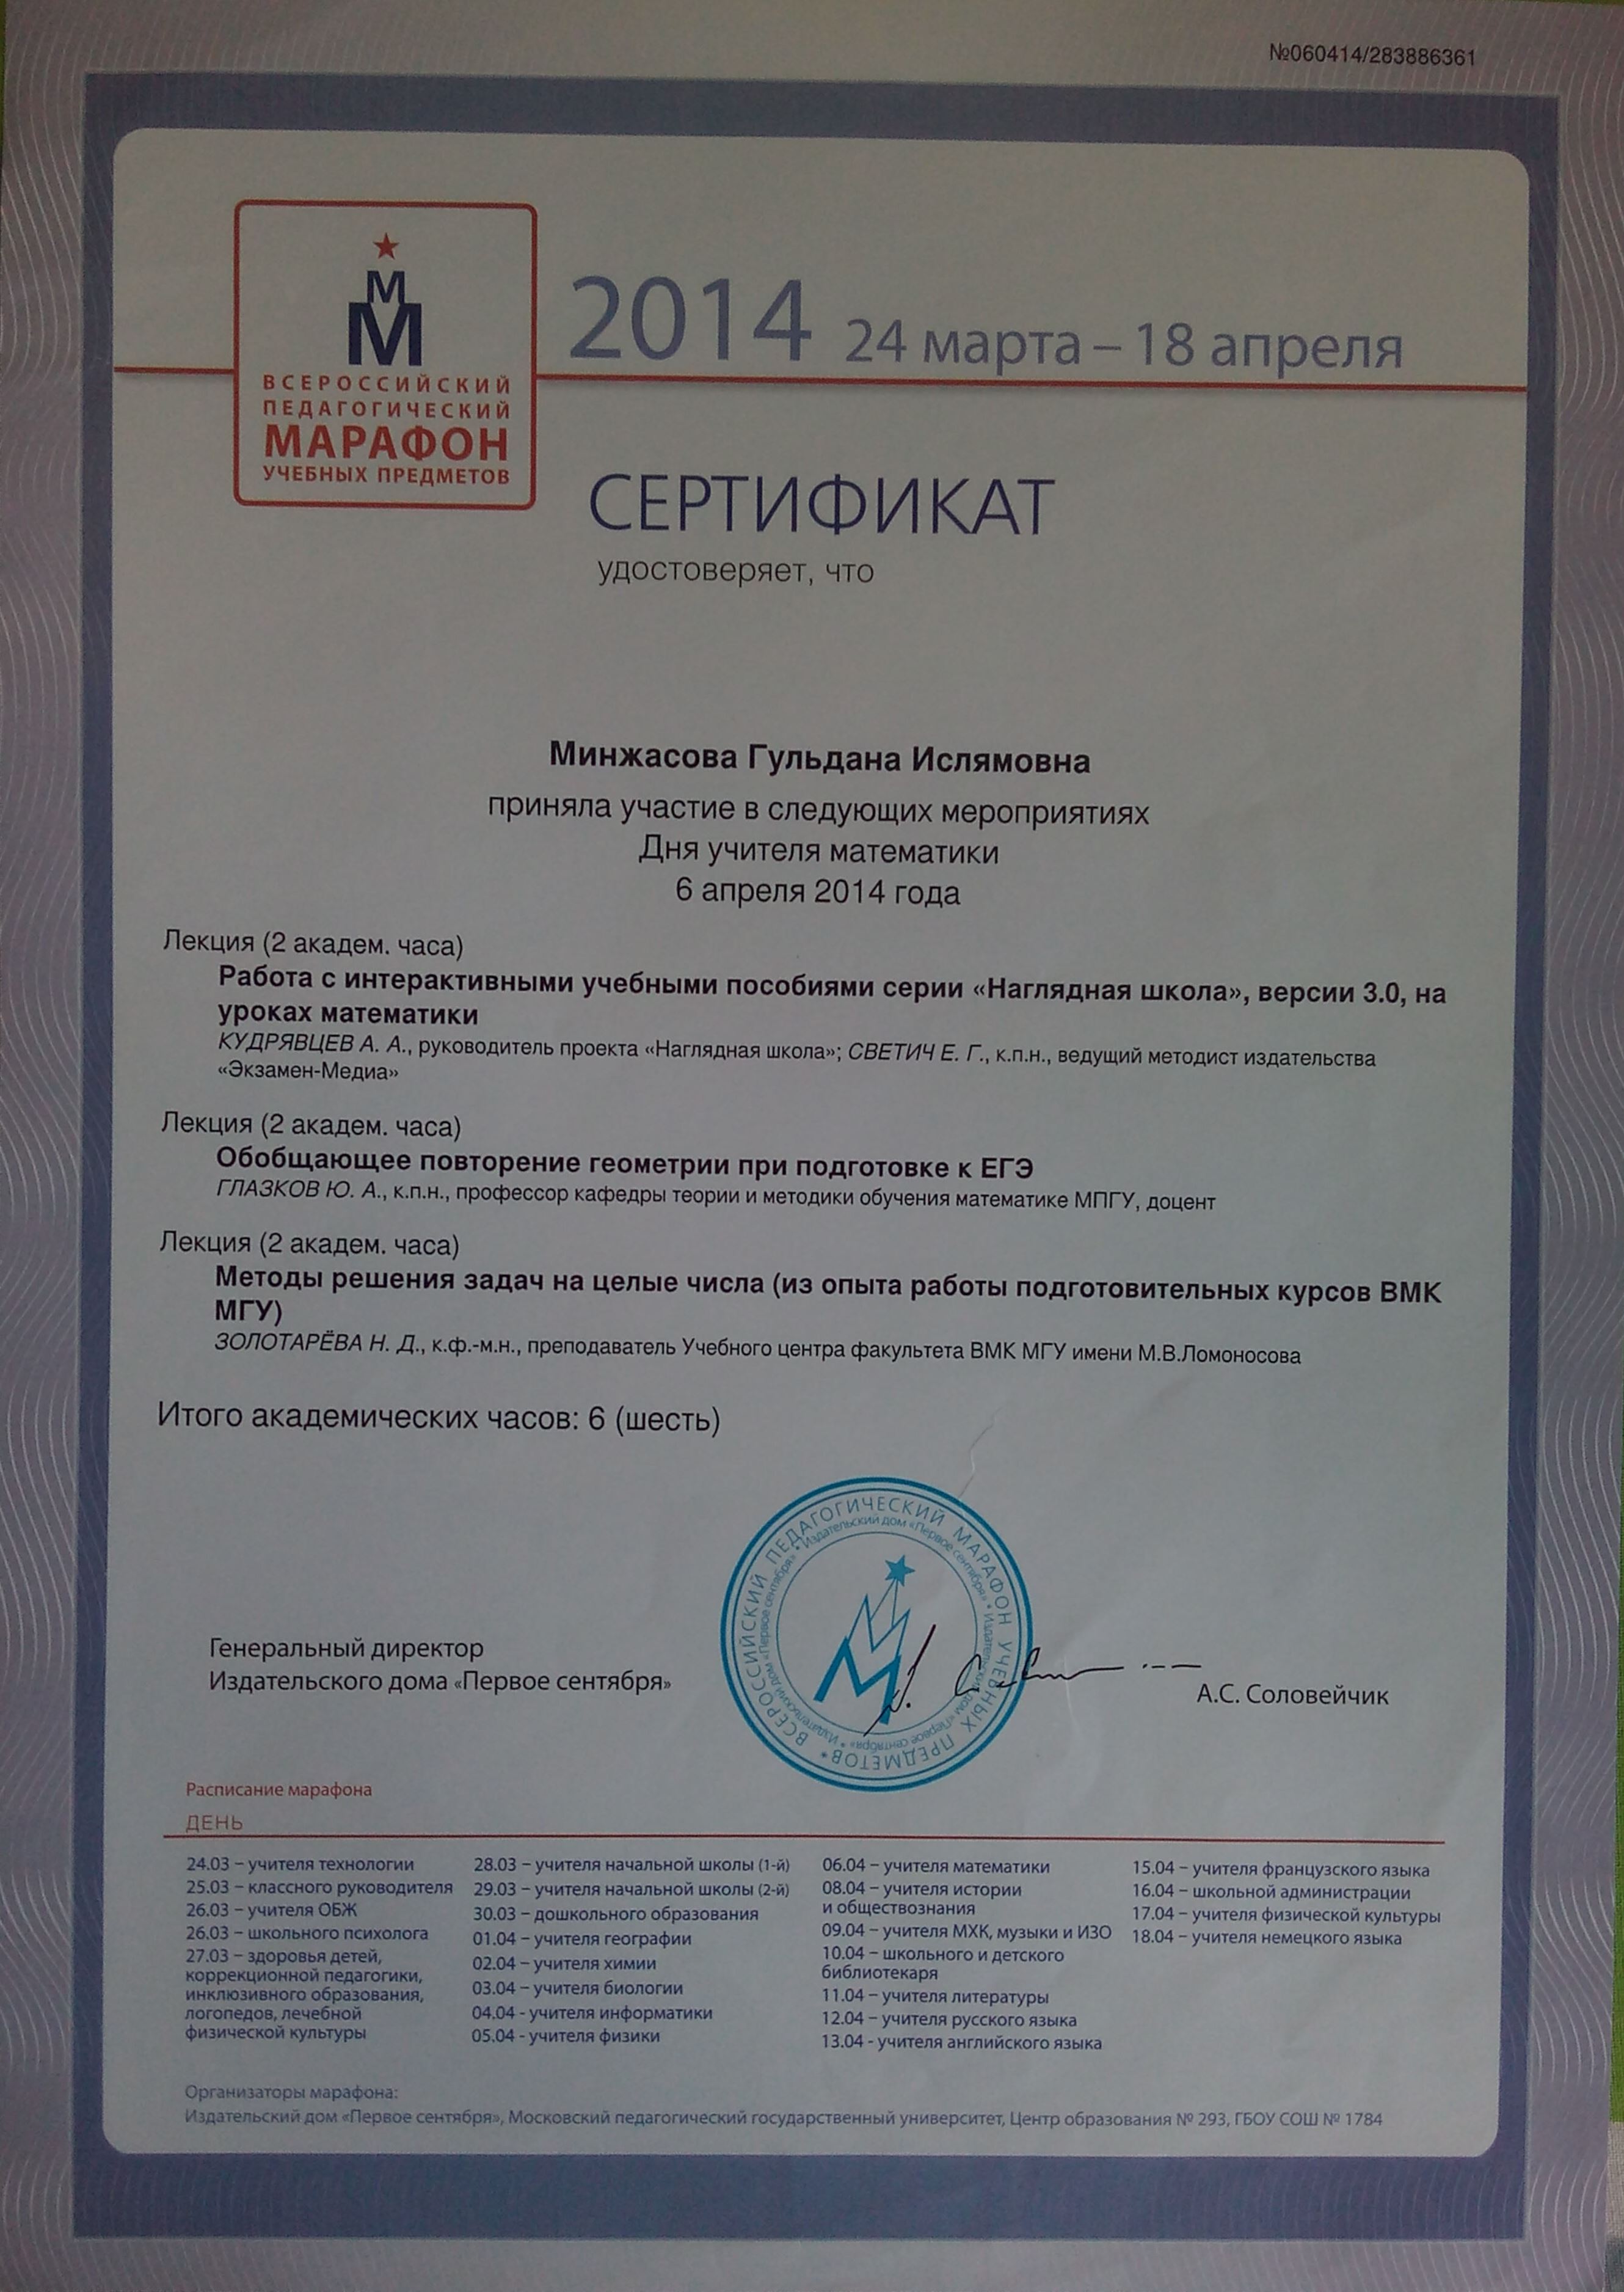 №060414/283886361
ВСЕРОССИЙСКИЙ
ПЕДАГОГИЧЕСКИЙ
МАРАФОН
УЧЕБНЫХ ПРЕДМЕТОВ
2014 24 марта – 18 апреля
СЕРТИФИКАТ
удостоверяет, что
Минжасова Гульдана Ислямовна
приняла участие в следующих мероприятиях
Дня учителя математики
6 апреля 2014 года
Лекция (2 академ. часа)
Работа с интерактивными учебными пособиями серии «Наглядная школа», версии 3.0, на
уроках математики
КУДРЯВЦЕВ А. А., руководитель проекта «Наглядная школа»; СВЕТИЧ Е. Г., к.п.н., ведущий методист издательства
«Экзамен-Медиа»
Лекция (2 академ. часа)
Обобщающее повторение геометрии при подготовке к ЕГЭ
ГЛАЗКОВ Ю. А., к.п.н., профессор кафедры теории и методики обучения математике МПГУ, доцент
Лекция (2 академ. часа)
Методы решения задач на целые числа (из опыта работы подготовительных курсов ВМК
МГУ)
ЗОЛОТАРЁВА Н. Д., к.ф.-м.н., преподаватель Учебного центра факультета ВМК МГУ имени М.В.Ломоносова
Итого академических часов: 6 (шесть)
ВСЕРОССИЙСКИЙ ПЕДАГОГИЧЕСКИЙ МАРАФОН УЧЕБНЫХ ПРЕДМЕТОВ*
Издательский дом «Первое сентября» * Издательский дом «Первое сентября» * Издательский дом «Первое сентября» *
Генеральный директор
Издательского дома «Первое сентября»
А.С. Соловейчик
Расписание марафона
ДЕНЬ
24.03 – учителя технологии
25.03 – классного руководителя
26.03 – учителя ОБЖ
26.03 – школьного психолога
27.03 – здоровья детей,
коррекционной педагогики,
инклюзивного образования,
логопедов, лечебной
физической культуры
28.03 – учителя начальной школы (1-й)
29.03 – учителя начальной школы (2-й)
30.03 – дошкольного образования
01.04 – учителя географии
02.04 – учителя химии
03.04 – учителя биологии
04.04 - учителя информатики
05.04 - учителя физики
06.04 – учителя математики
08.04 – учителя истории
и обществознания
09.04 – учителя МХК, музыки и ИЗО
10.04 – школьного и детского
библиотекаря
11.04 – учителя литературы
12.04 – учителя русского языка
13.04 - учителя английского языка
15.04 – учителя французского языка
16.04 – школьной администрации
17.04 – учителя физической культуры
18.04 – учителя немецкого языка
Организаторы марафона:
Издательский дом «Первое сентября», Московский педагогический государственный университет, Центр образования № 293, ГБОУ СОШ № 1784